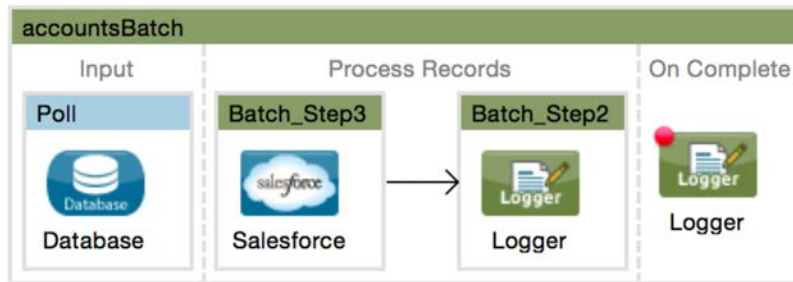 accountsBatch
Input
Process Records
On Complete
Poll
Batch_Step3
Batch_Step2
Database
salesforce
Logger
Logger
Database
Salesforce
Logger
Logger